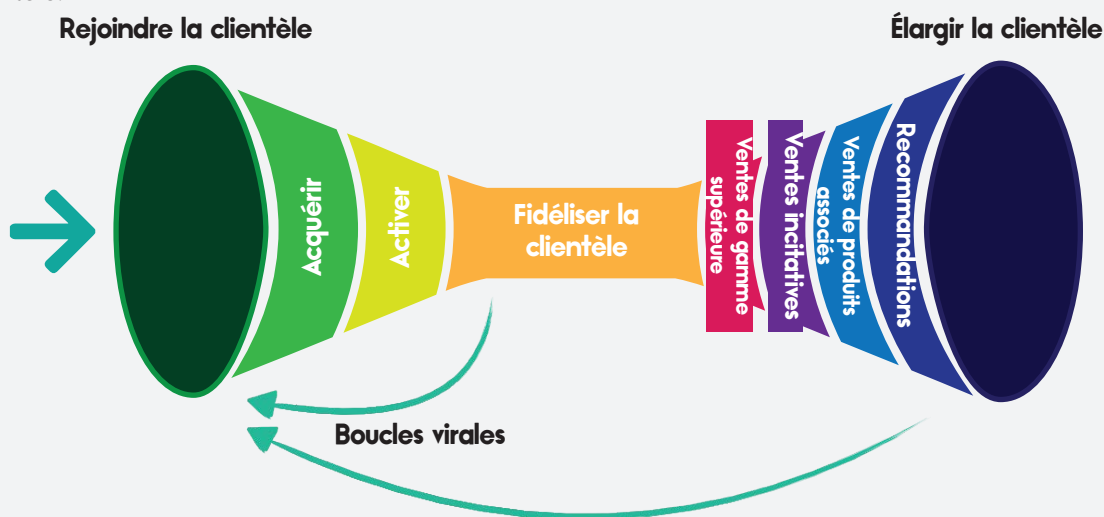 Rejoindre la clientèle
Élargir la clientèle
Acquérir
Activer
Fidéliser la
clientèle
Ventes de gamme
supérieure
Ventes incitatives
Ventes de produits
associés
Recommandations
Boucles virales